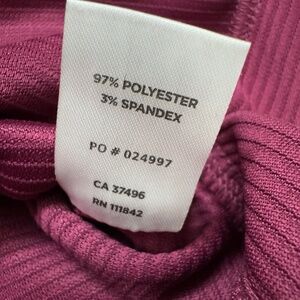 97% POLYESTER
3% SPANDEX
PO # 024997
CA 37496
RN 111842